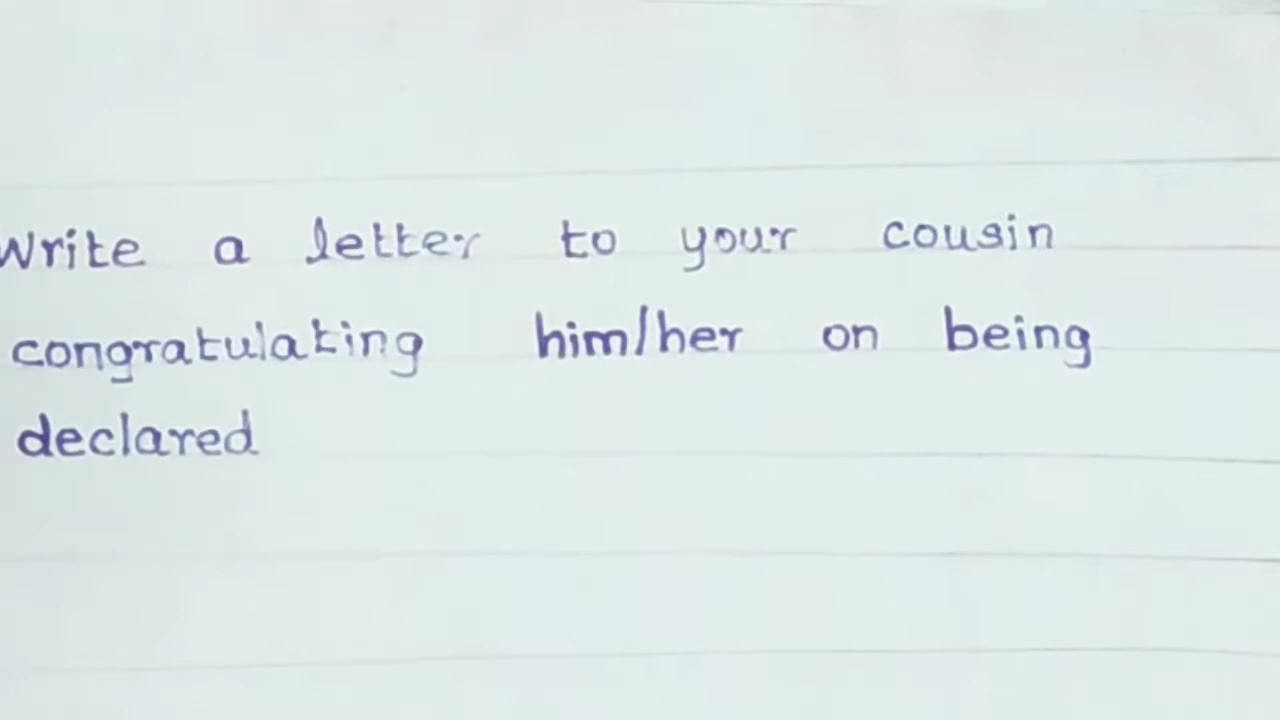 Write a letter to your cousin
congratulating him/her on being
declared